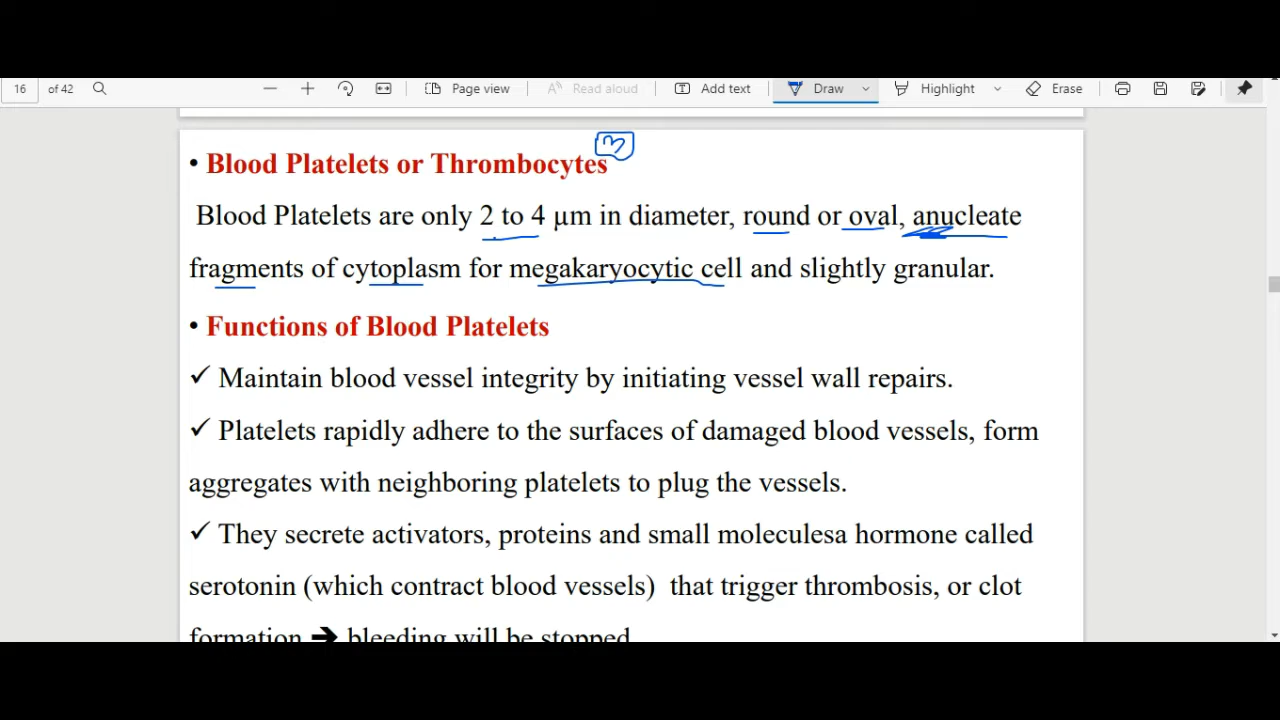 16 of 42 Page view Read aloud Add text Draw Highlight Erase
3
• Blood Platelets or Thrombocytes
Blood Platelets are only 2 to 4 µm in diameter, round or oval, anucleate
fragments of cytoplasm for megakaryocytic cell and slightly granular.
• Functions of Blood Platelets
✓ Maintain blood vessel integrity by initiating vessel wall repairs.
✓ Platelets rapidly adhere to the surfaces of damaged blood vessels, form
aggregates with neighboring platelets to plug the vessels.
✓ They secrete activators, proteins and small moleculesa hormone called
serotonin (which contract blood vessels) that trigger thrombosis, or clot
formation ➔ bleeding will be stopped